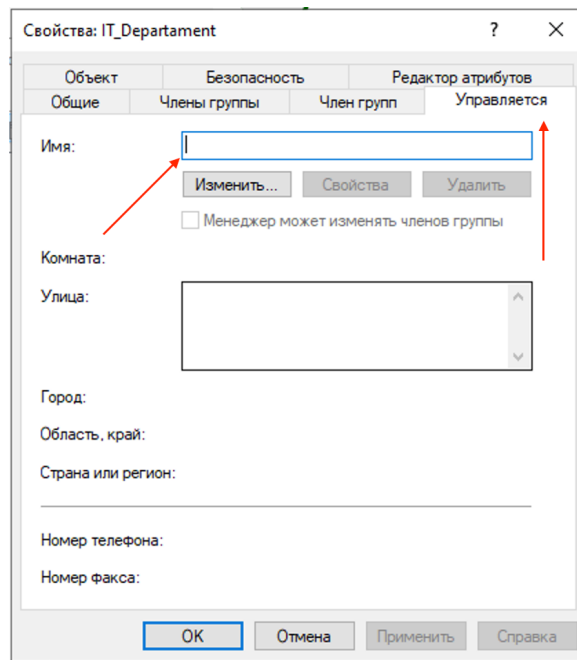 Свойства: IT_Departament ?
Объект Безопасность Редактор атрибутов
Общие Члены группы Член групп Управляется
Имя:
Изменить... Свойства Удалить
Менеджер может изменять членов группы
Комната:
Улица:
Город:
Область, край:
Страна или регион:
Номер телефона:
Номер факса:
OK Отмена Применить Справка